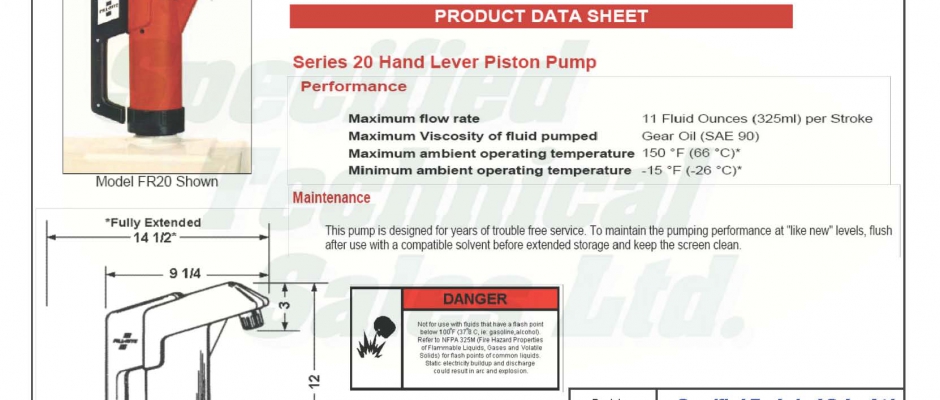 PRODUCT DATA SHEET
Series 20 Hand Lever Piston Pump
Performance
Maximum flow rate 11 Fluid Ounces (325ml) per Stroke
Maximum Viscosity of fluid pumped Gear Oil (SAE 90)
Maximum ambient operating temperature 150 °F (66 °C)*
Minimum ambient operating temperature -15 °F (-26 °C)*
Model FR20 Shown
Maintenance
This pump is designed for years of trouble free service. To maintain the pumping performance at "like new" levels, flush
after use with a compatible solvent before extended storage and keep the screen clean.
*Fully Extended
14 1/2*
9 1/4
3
12
FILL-RITE
DANGER
Not for use with fluids that have a flash point
below 100°F (37.8 C, ie: gasoline,alcohol).
Refer to NFPA 325M (Fire Hazard Properties
of Flammable Liquids, Gases and Volatile
Solids) for flash points of common liquids.
Static electricity buildup and discharge
could result in arc and explosion.
Specified
Technical
Sales Ltd.